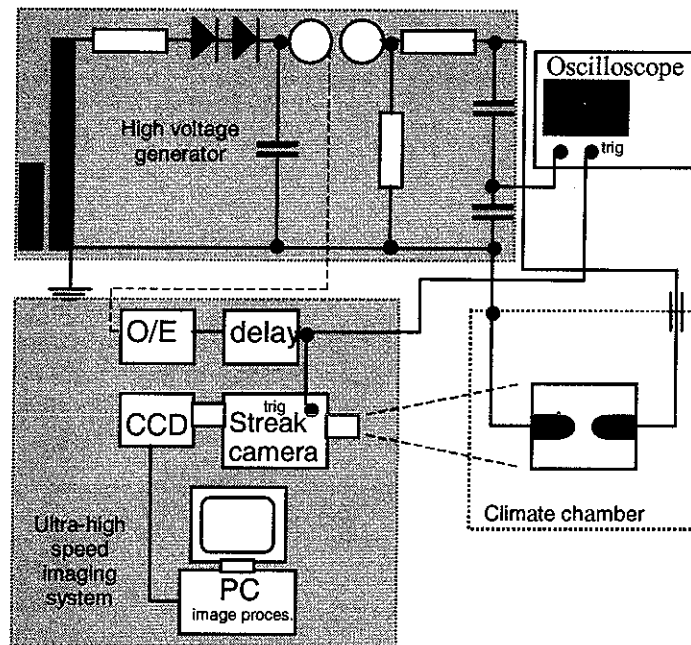 Oscilloscope
trig
High voltage
generator
O/E
delay
CCD
trig
Streak
camera
Climate chamber
Ultra-high
speed
imaging
system
PC
image proces.